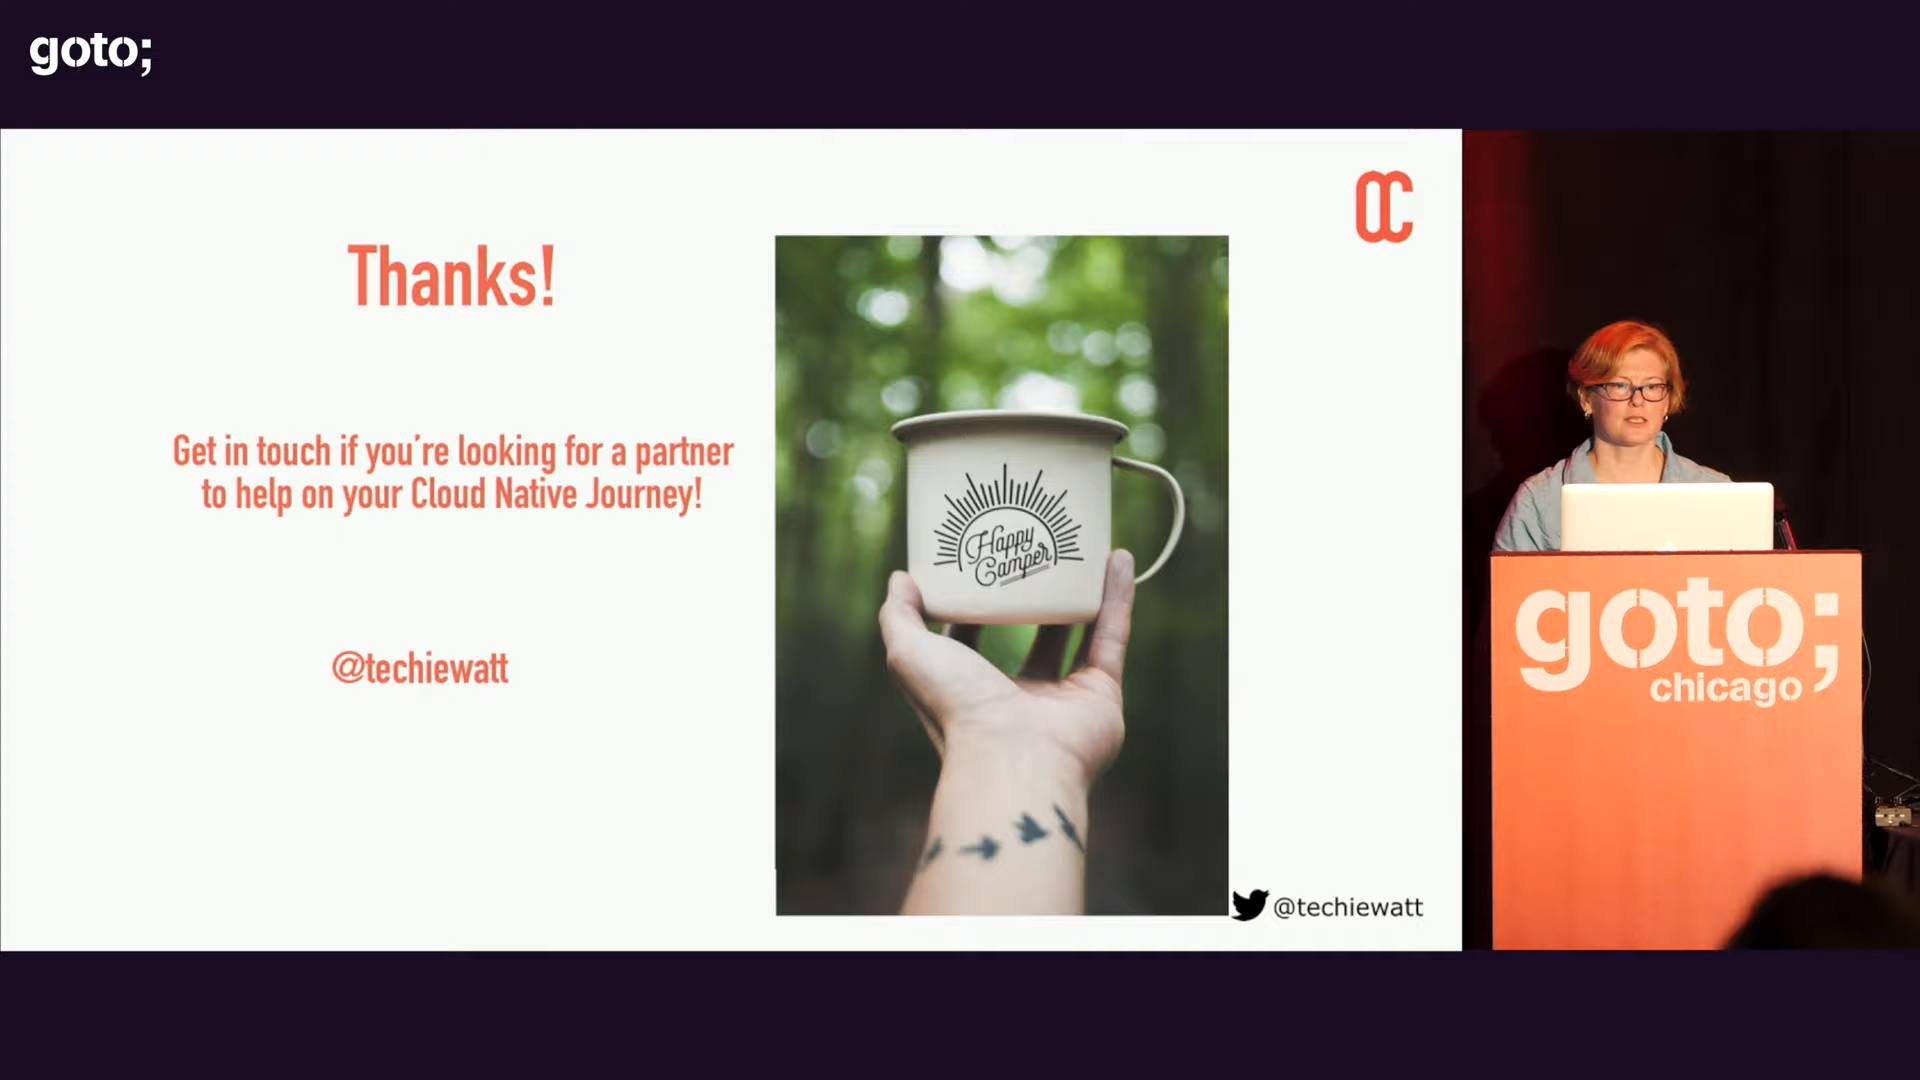 goto;
Thanks!
Get in touch if you're looking for a partner
to help on your Cloud Native Journey!
@techiewatt
Happy
Camper
@techiewatt
goto;
chicago